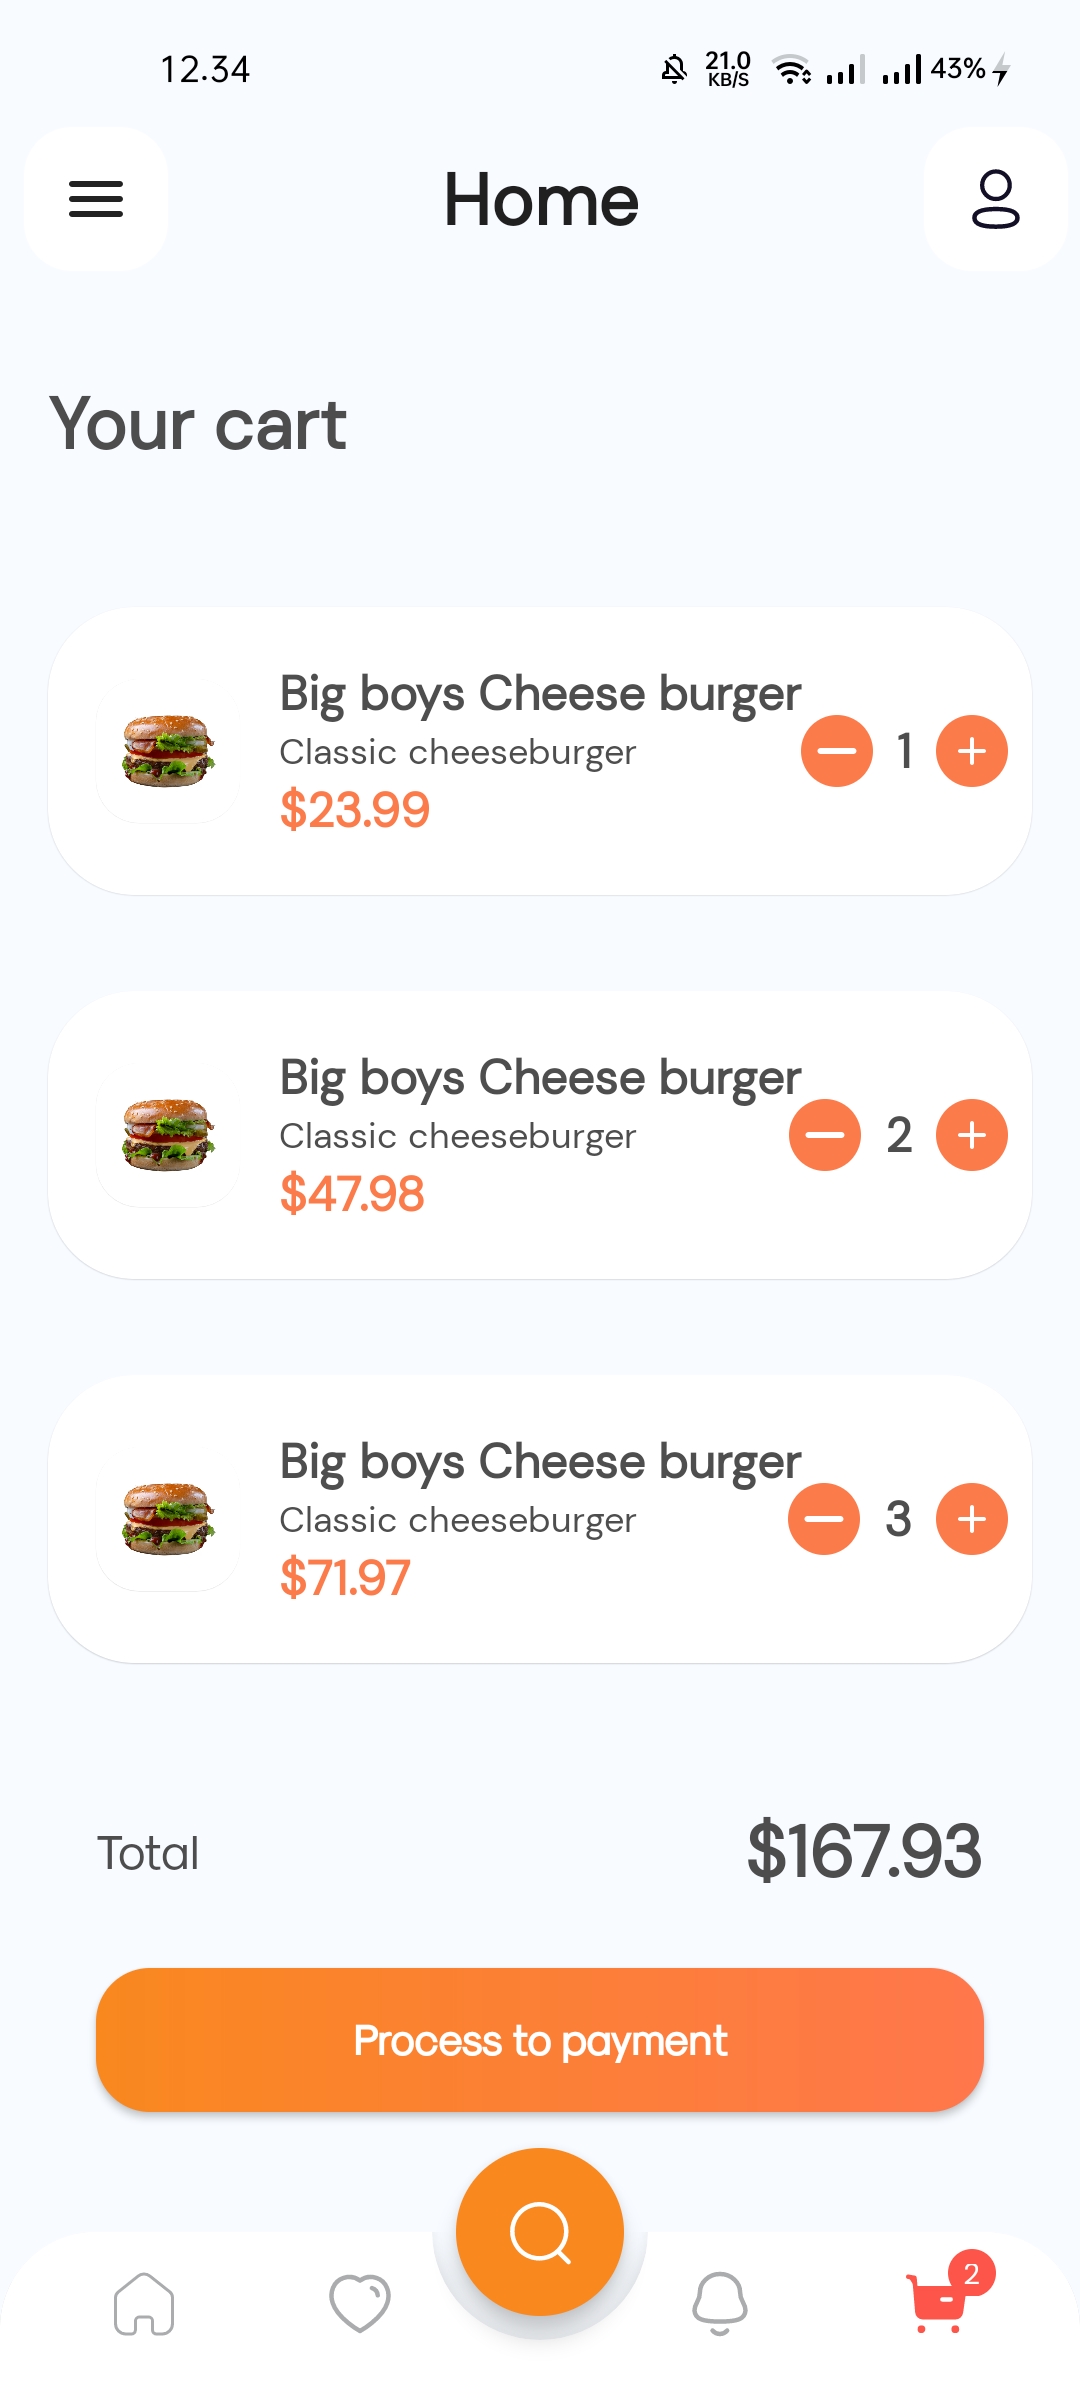 12.34
21.0
KB/S
43%
Home
Your cart
Big boys Cheese burger
Classic cheeseburger
$23.99
1
Big boys Cheese burger
Classic cheeseburger
$47.98
2
Big boys Cheese burger
Classic cheeseburger
$71.97
3
Total
$167.93
Process to payment
2